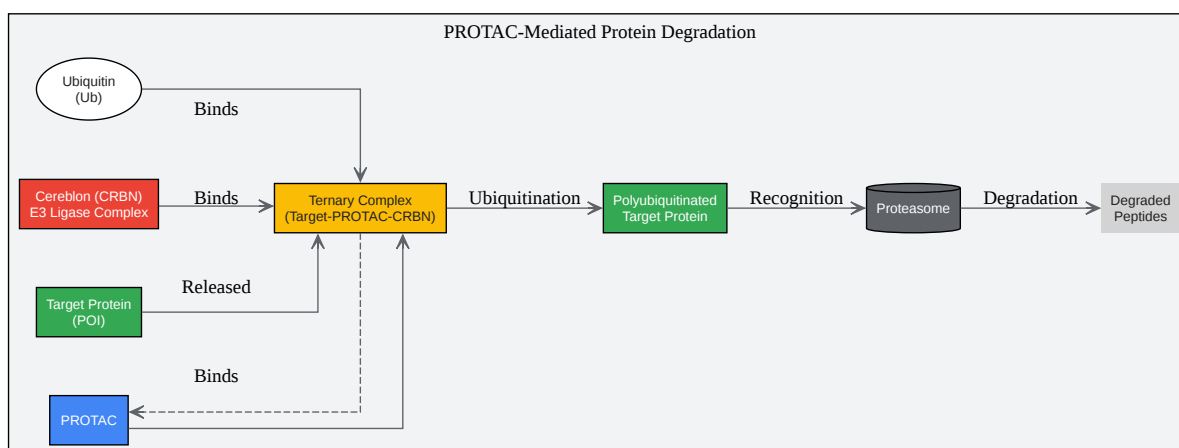 PROTAC-Mediated Protein Degradation
Ubiquitin
(Ub)
Binds
Cereblon (CRBN)
E3 Ligase Complex
Binds
Ternary Complex
(Target-PROTAC-CRBN)
Ubiquitination
Polyubiquitinated
Target Protein
Recognition
Proteasome
Degradation
Degraded
Peptides
Released
Target Protein
(POI)
Binds
PROTAC